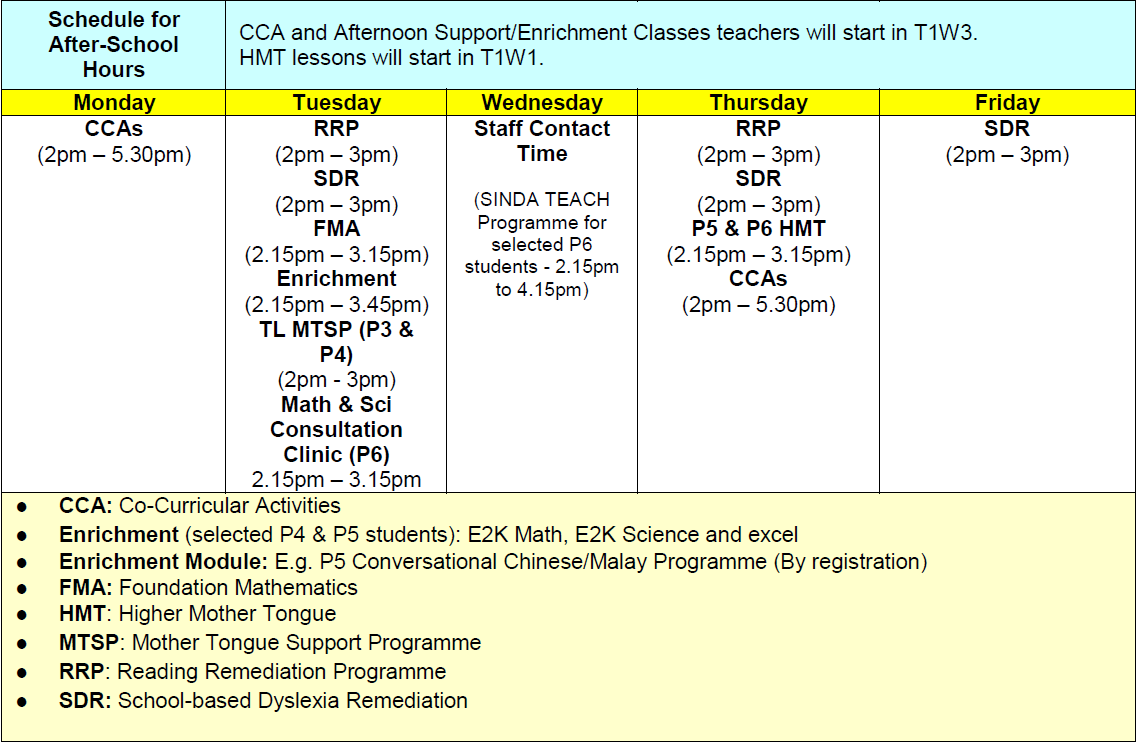 Schedule for
After-School
Hours
CCA and Afternoon Support/Enrichment Classes teachers will start in T1W3.
HMT lessons will start in T1W1.
Monday
Tuesday
Wednesday
Thursday
Friday
CCAs
(2pm – 5.30pm)
RRP
(2pm – 3pm)
SDR
(2pm – 3pm)
FMA
(2.15pm – 3.15pm)
Enrichment
(2.15pm – 3.45pm)
TL MTSP (P3 &
P4)
(2pm - 3pm)
Math & Sci
Consultation
Clinic (P6)
2.15pm – 3.15pm
Staff Contact
Time
(SINDA TEACH
Programme for
selected P6
students - 2.15pm
to 4.15pm)
RRP
(2pm – 3pm)
SDR
(2pm – 3pm)
P5 & P6 HMT
(2.15pm – 3.15pm)
CCAs
(2pm – 5.30pm)
SDR
(2pm – 3pm)
● CCA: Co-Curricular Activities
● Enrichment (selected P4 & P5 students): E2K Math, E2K Science and excel
● Enrichment Module: E.g. P5 Conversational Chinese/Malay Programme (By registration)
● FMA: Foundation Mathematics
● HMT: Higher Mother Tongue
● MTSP: Mother Tongue Support Programme
● RRP: Reading Remediation Programme
● SDR: School-based Dyslexia Remediation